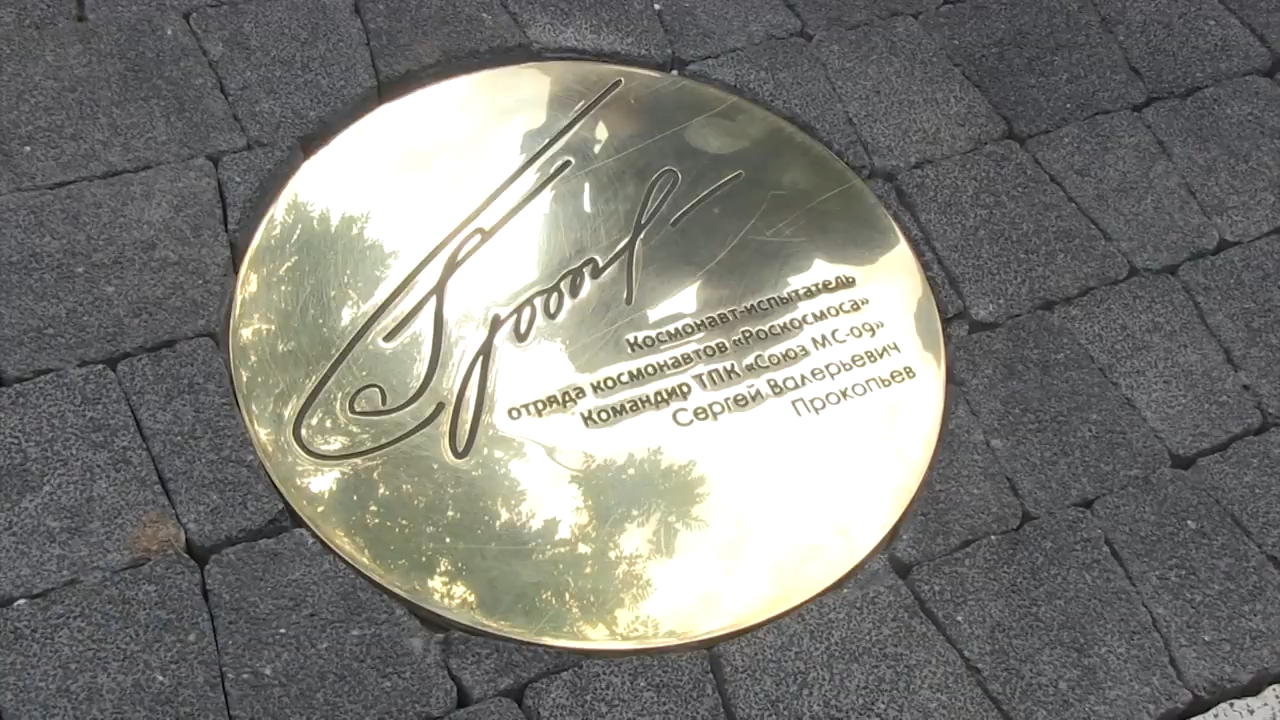 Космонавт-испытатель
отряда космонавтов «Роскосмоса»
Командир ТПК «Союз МС-09»
Сергей Валерьевич
Прокопьев